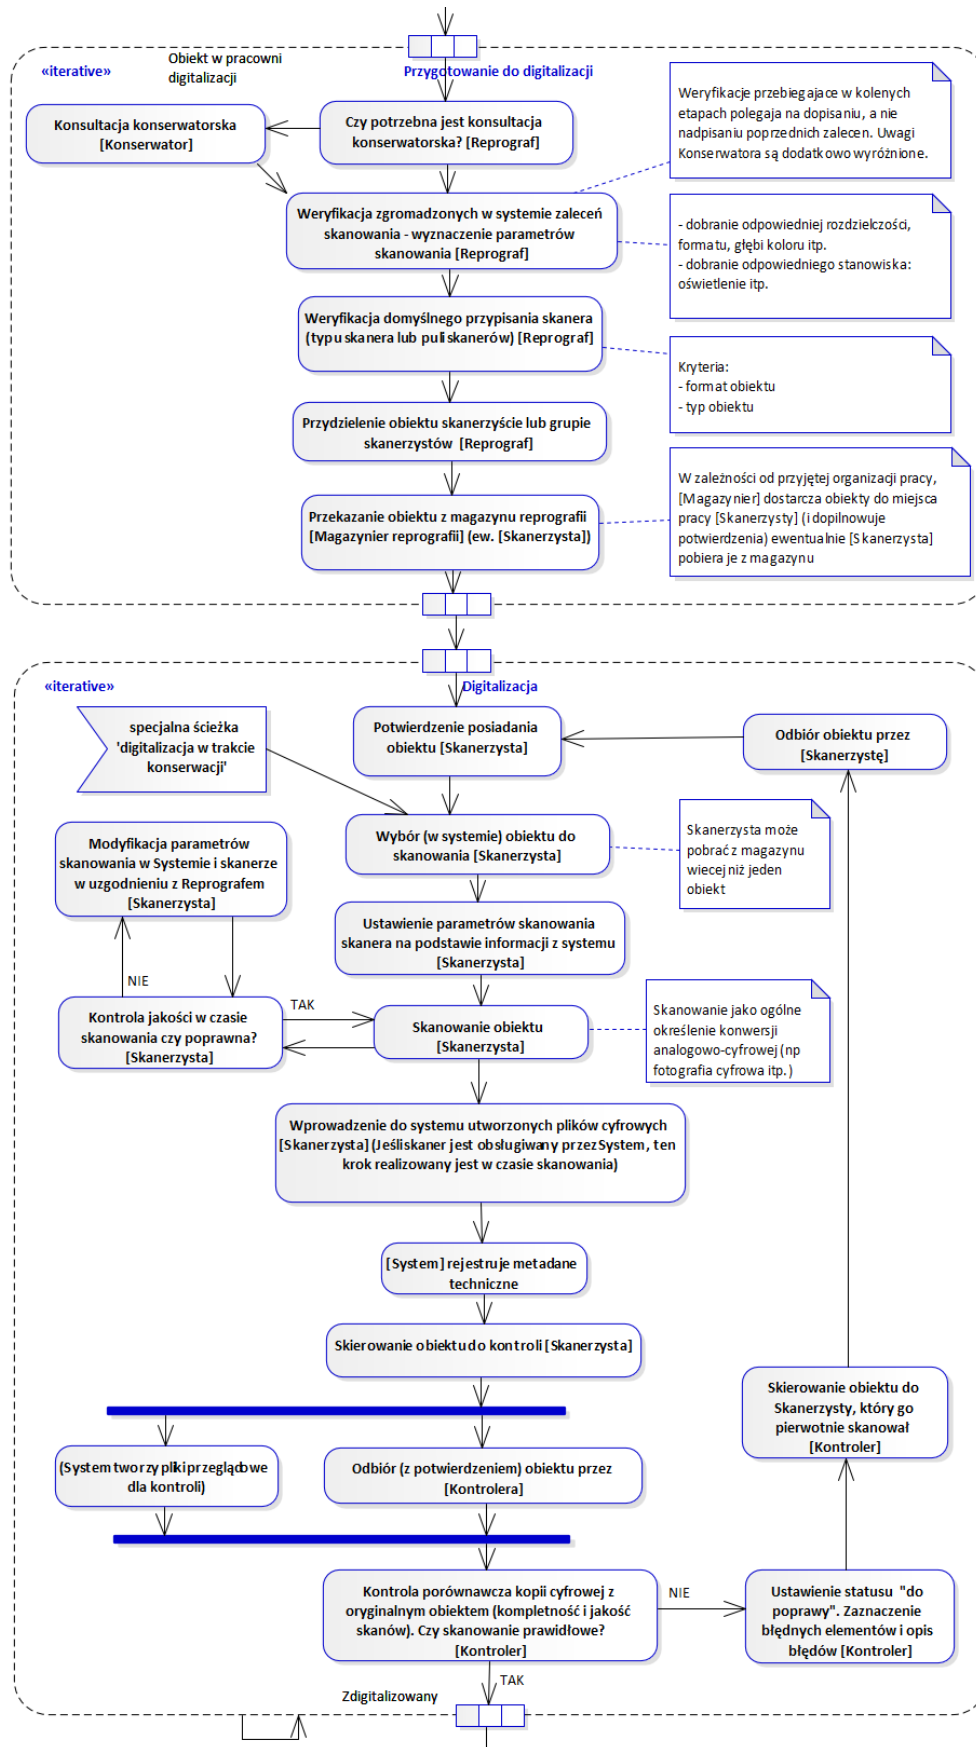 Obiekt w pracowni
digitalizacji
«iterative»
Przygotowanie do digitalizacji
Weryfikacje przebiegajace w kolenych
etapach polegaja na dopisaniu, a nie
nadpisaniu poprzednich zalecen. Uwagi
Konserwatora są dodatkowo wyróżnione.
Konsultacja konserwatorska
[Konserwator]
Czy potrzebna jest konsultacja
konserwatorska? [Reprograf]
Weryfikacja zgromadzonych w systemie zaleceń
skanowania - wyznaczenie parametrów
skanowania [Reprograf]
- dobranie odpowiedniej rozdzielczości,
formatu, głębi koloru itp.
- dobranie odpowiedniego stanowiska:
oświetlenie itp.
Weryfikacja domyślnego przypisania skanera
(typu skanera lub puli skanerów) [Reprograf]
Kryteria:
- format obiektu
- typ obiektu
Przydzielenie obiektu skanerzyście lub grupie
skanerzystów [Reprograf]
W zależności od przyjętej organizacji pracy,
[Magazynier] dostarcza obiekty do miejsca
pracy [Skanerzysty] (i dopilnowuje
potwierdzenia) ewentualnie [Skanerzysta]
pobiera je z magazynu
Przekazanie obiektu z magazynu reprografii
[Magazynier reprografii] (ew. [Skanerzysta])
«iterative»
Digitalizacja
specjalna ścieżka
'digitalizacja w trakcie
konserwacji'
Potwierdzenie posiadania
obiektu [Skanerzysta]
Odbiór obiektu przez
[Skanerzystę]
Modyfikacja parametrów
skanowania w Systemie i skanerze
w uzgodnieniu z Reprografem
[Skanerzysta]
Wybór (w systemie) obiektu do
skanowania [Skanerzysta]
Skanerzysta może
pobrać z magazynu
wiecej niż jeden
obiekt
Ustawienie parametrów skanowania
skanera na podstawie informacji z systemu
[Skanerzysta]
NIE
Kontrola jakości w czasie
skanowania czy poprawna?
[Skanerzysta]
TAK
Skanowanie obiektu
[Skanerzysta]
Skanowanie jako ogólne
określenie konwersji
analogowo-cyfrowej (np
fotografia cyfrowa itp.)
Wprowadzenie do systemu utworzonych plików cyfrowych
[Skanerzysta] (Jeśli skaner jest obsługiwany przez System, ten
krok realizowany jest w czasie skanowania)
[System] rejestruje metadane
techniczne
Skierowanie obiektu do kontroli [Skanerzysta]
Skierowanie obiektu do
Skanerzysty, który go
pierwotnie skanował
[Kontroler]
(System tworzy pliki przeglądowe
dla kontroli)
Odbiór (z potwierdzeniem) obiektu przez
[Kontrolera]
Kontrola porównawcza kopii cyfrowej z
oryginalnym obiektem (kompletność i jakość
skanów). Czy skanowanie prawidłowe?
[Kontroler]
NIE
Ustawienie statusu "do
poprawy". Zaznaczenie
błędnych elementów i opis
błędów [Kontroler]
TAK
Zdigitalizowany